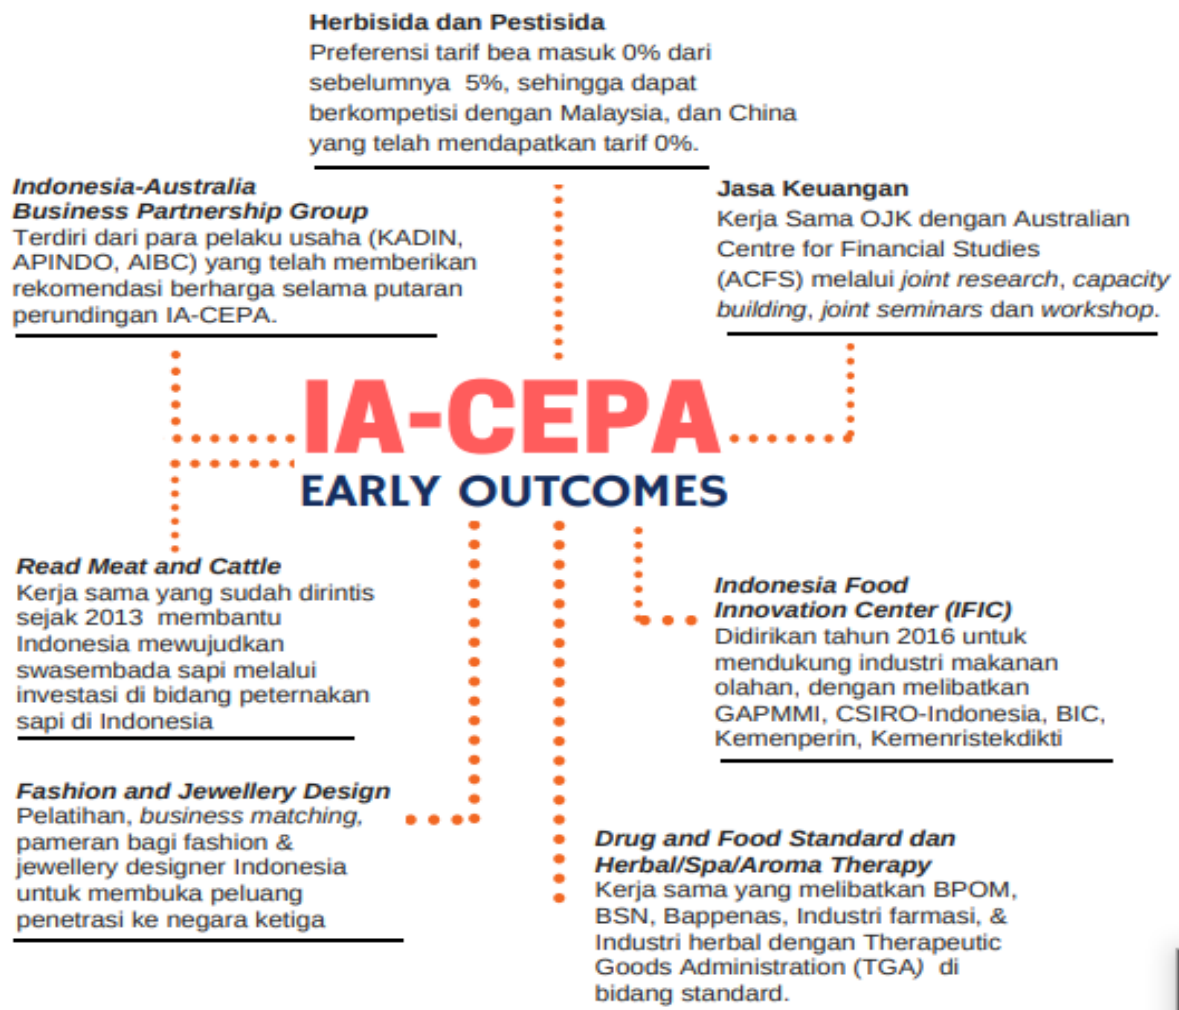 Herbisida dan Pestisida
Preferensi tarif bea masuk 0% dari
sebelumnya 5%, sehingga dapat
berkompetisi dengan Malaysia, dan China
yang telah mendapatkan tarif 0%.
Indonesia-Australia
Business Partnership Group
Terdiri dari para pelaku usaha (KADIN,
APINDO, AIBC) yang telah memberikan
rekomendasi berharga selama putaran
perundingan IA-CEPA.
Jasa Keuangan
Kerja Sama OJK dengan Australian
Centre for Financial Studies
(ACFS) melalui joint research, capacity
building, joint seminars dan workshop.
IA-CEPA
EARLY OUTCOMES
Read Meat and Cattle
Kerja sama yang sudah dirintis
sejak 2013 membantu
Indonesia mewujudkan
swasembada sapi melalui
investasi di bidang peternakan
sapi di Indonesia
Indonesia Food
Innovation Center (IFIC)
Didirikan tahun 2016 untuk
mendukung industri makanan
olahan, dengan melibatkan
GAPMMI, CSIRO-Indonesia, BIC,
Kemenperin, Kemenristekdikti
Fashion and Jewellery Design
Pelatihan, business matching,
pameran bagi fashion &
jewellery designer Indonesia
untuk membuka peluang
penetrasi ke negara ketiga
Drug and Food Standard dan
Herbal/Spa/Aroma Therapy
Kerja sama yang melibatkan BPOM,
BSN, Bappenas, Industri farmasi, &
Industri herbal dengan Therapeutic
Goods Administration (TGA) di
bidang standard.